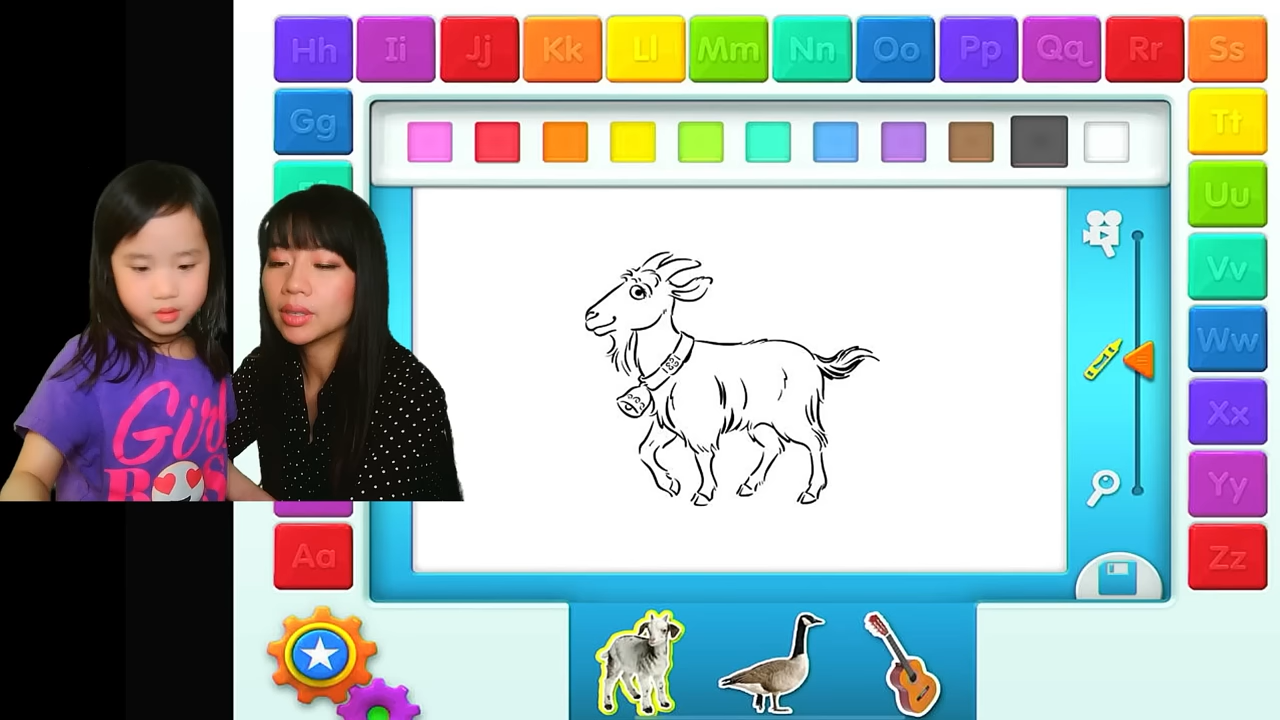 Hh Ii Jj Kk Ll Mm Nn Oo Pp Qq Rr Ss
Gg Tt
Uu
Vv
Ww
Xx
Yy
Aa Zz
Girl
BOSS